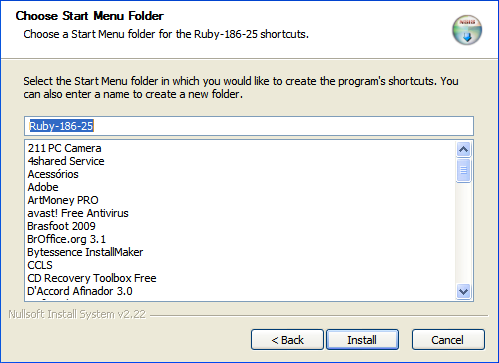 Choose Start Menu Folder
Choose a Start Menu folder for the Ruby-186-25 shortcuts.
Select the Start Menu folder in which you would like to create the program's shortcuts. You
can also enter a name to create a new folder.
Ruby-186-25
211 PC Camera
4shared Service
Acessórios
Adobe
ArtMoney PRO
avast! Free Antivirus
Brasfoot 2009
BrOffice.org 3.1
Bytessence InstallMaker
CCLS
CD Recovery Toolbox Free
D'Accord Afinador 3.0
Nullsoft Install System v2.22
< Back
Install
Cancel